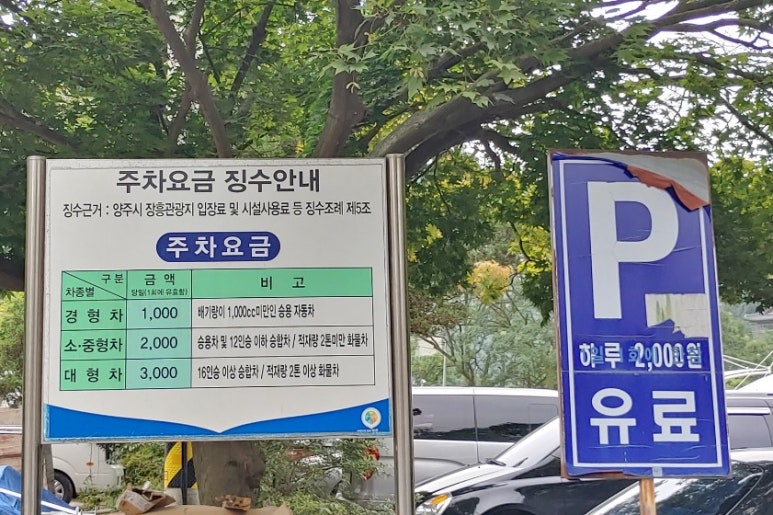 주차요금 징수안내
징수근거 : 양주시 장흥관광지 입장료 및 시설사용료 등 징수조례 제5조
주차요금
구분 금액 비고
차종별 당일(1회에 유효함)
경형차 1,000 배기량이 1,000cc미만인 승용 자동차
소·중형차 2,000 승용차 및 12인승 이하 승합차 / 적재량 2톤미만 화물차
대형차 3,000 16인승 이상 승합차 / 적재량 2톤 이상 화물차
P
하루 2,000원
유료